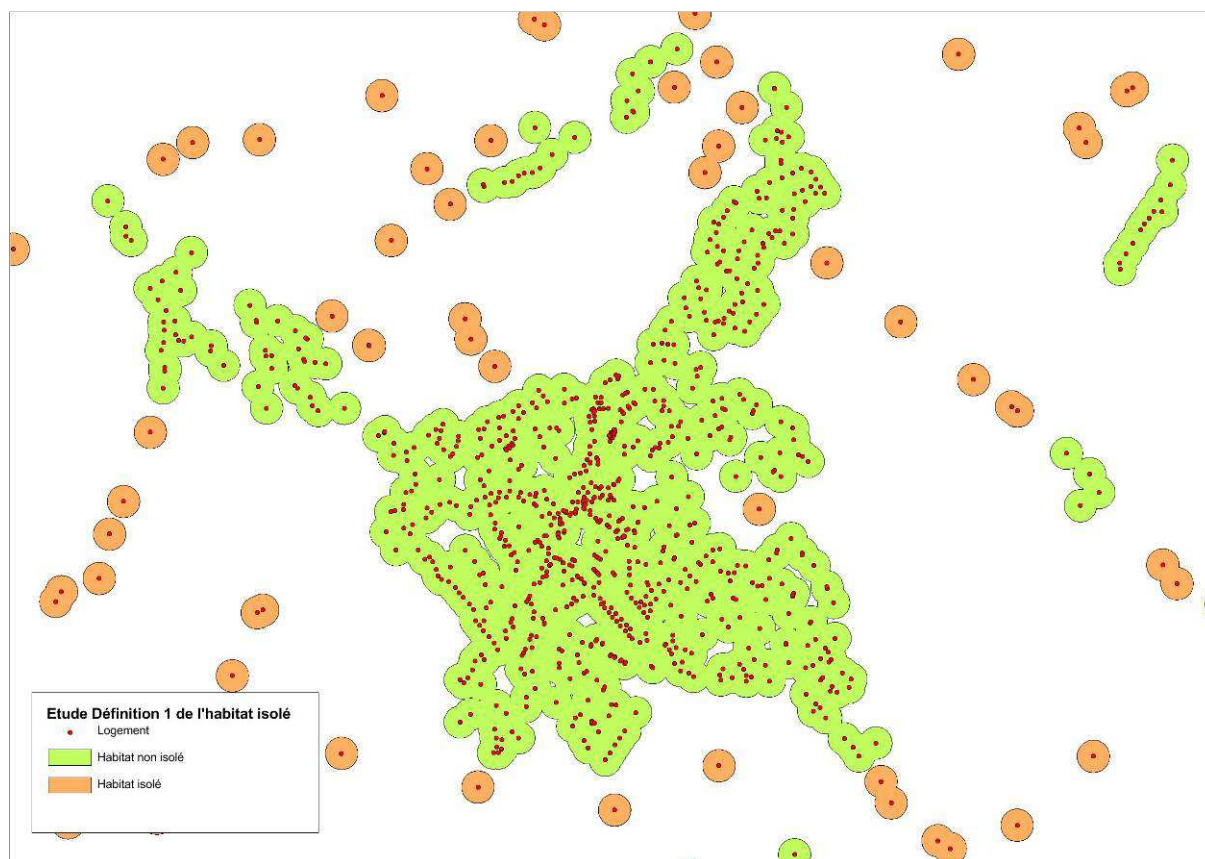 Etude Définition 1 de l'habitat isolé
Logement
Habitat non isolé
Habitat isolé